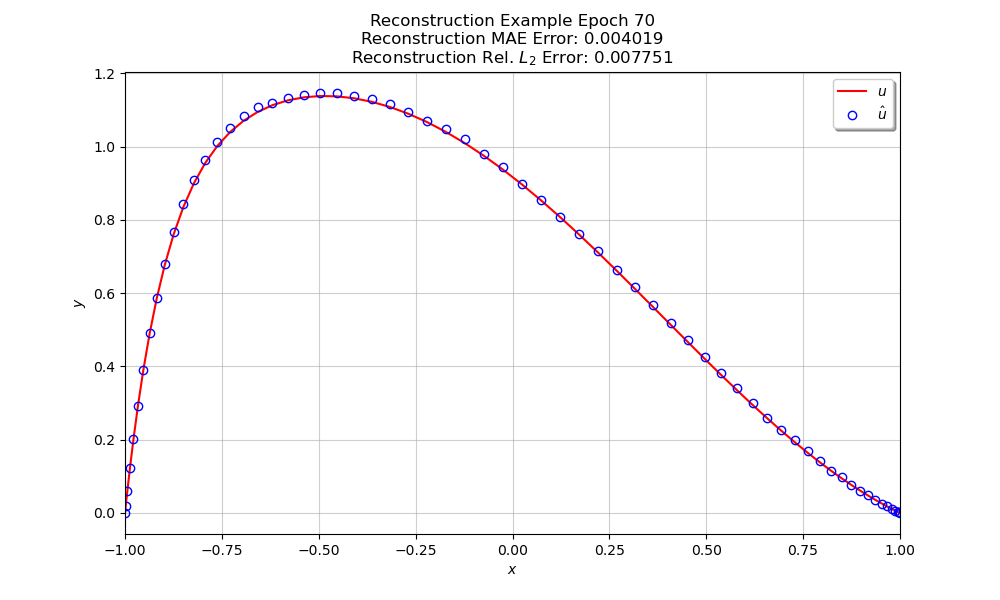 Reconstruction Example Epoch 70
Reconstruction MAE Error: 0.004019
Reconstruction Rel. L₂ Error: 0.007751
u
û
1.2
1.0
0.8
0.6
0.4
0.2
0.0
y
−1.00 −0.75 −0.50 −0.25 0.00 0.25 0.50 0.75 1.00
x